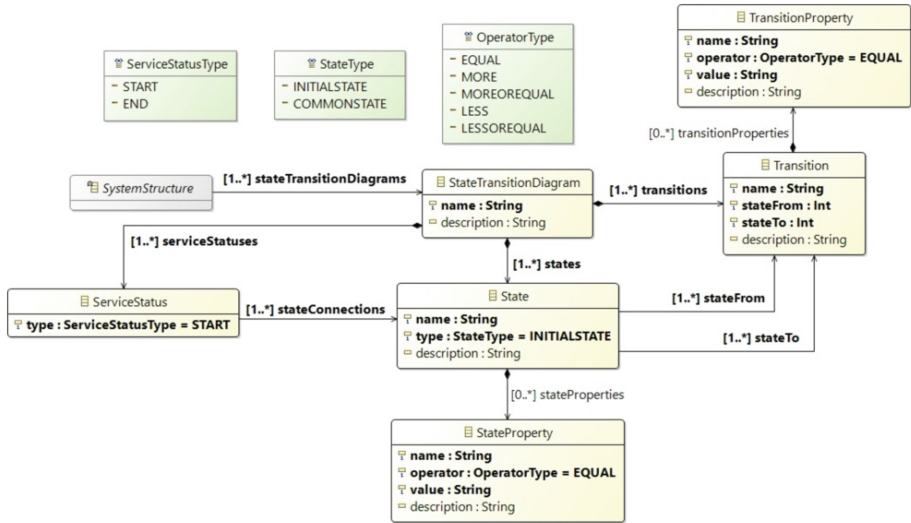 TransitionProperty
name : String
operator : OperatorType = EQUAL
value : String
description : String
ServiceStatusType
START
END
StateType
INITIALSTATE
COMMONSTATE
OperatorType
EQUAL
MORE
MOREOREQUAL
LESS
LESSOREQUAL
[0..*] transitionProperties
SystemStructure
[1..*] stateTransitionDiagrams
StateTransitionDiagram
name : String
description : String
[1..*] transitions
Transition
name : String
stateFrom : Int
stateTo : Int
description : String
[1..*] serviceStatuses
[1..*] states
ServiceStatus
type : ServiceStatusType = START
[1..*] stateConnections
State
name : String
type : StateType = INITIALSTATE
description : String
[1..*] stateFrom
[1..*] stateTo
[0..*] stateProperties
StateProperty
name : String
operator : OperatorType = EQUAL
value : String
description : String